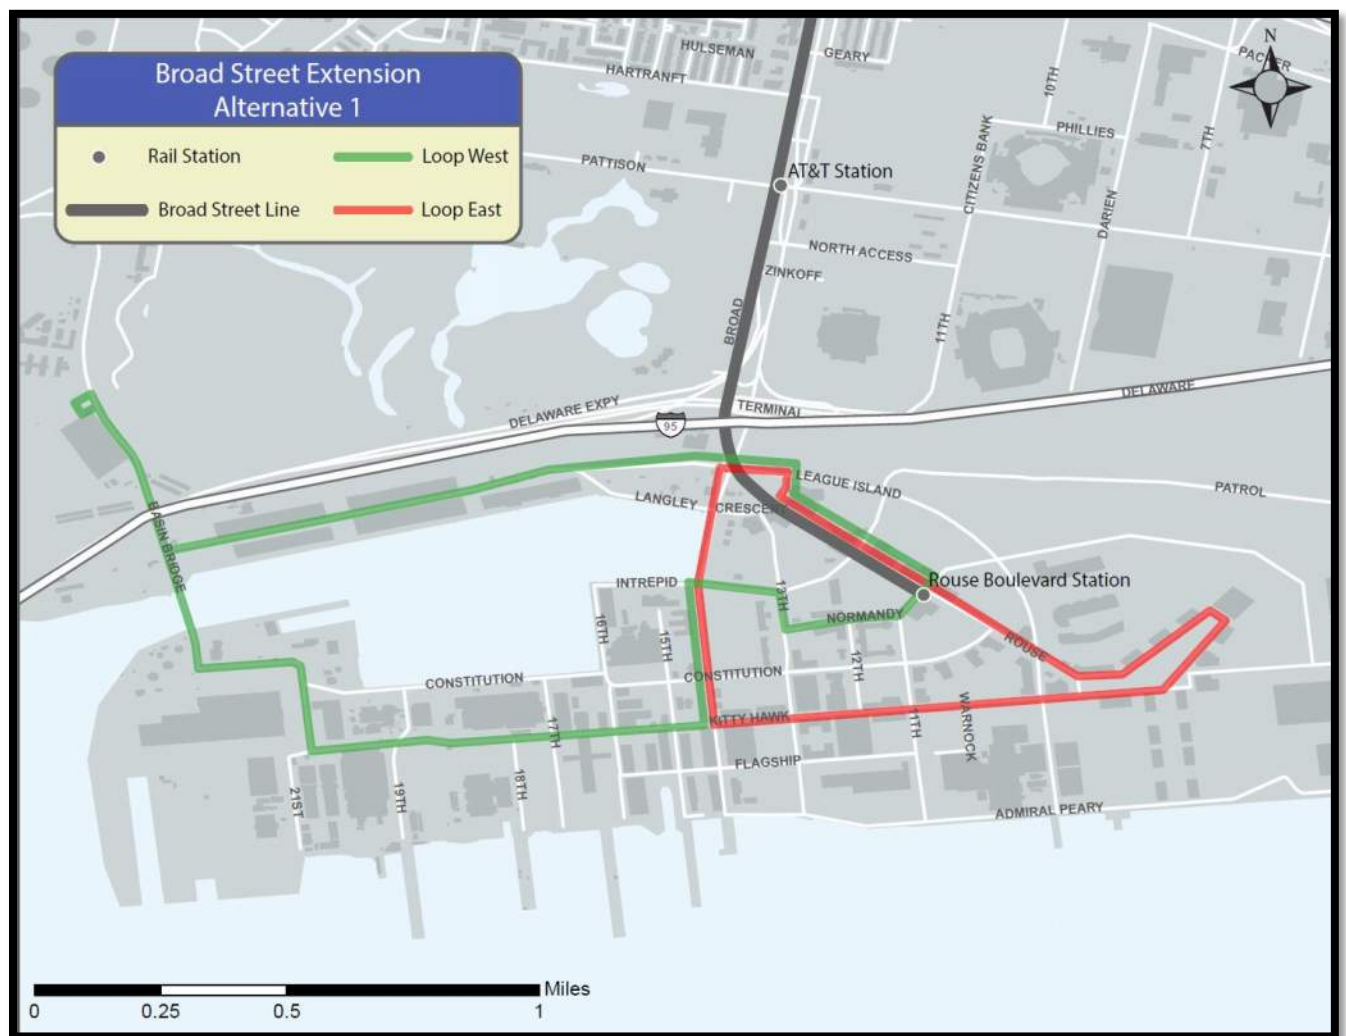 Broad Street Extension
Alternative 1
Rail Station
Loop West
Broad Street Line
Loop East
N
HULSEMAN
GEARY
HARTRANFT
PACKER
10TH
PHILLIES
7TH
CITIZENS BANK
PATTISON
AT&T Station
DARIEN
NORTH ACCESS
ZINKOFF
BROAD
11TH
DELAWARE
DELAWARE EXPY
TERMINAL
95
LEAGUE ISLAND
PATROL
LANGLEY
CRESCENT
BASIN BRIDGE
INTREPID
13TH
Rouse Boulevard Station
NORMANDY
16TH
15TH
ROUSE
12TH
CONSTITUTION
CONSTITUTION
KITTY HAWK
17TH
11TH
WARNOCK
FLAGSHIP
21ST
19TH
18TH
ADMIRAL PEARY
Miles
0
0.25
0.5
1